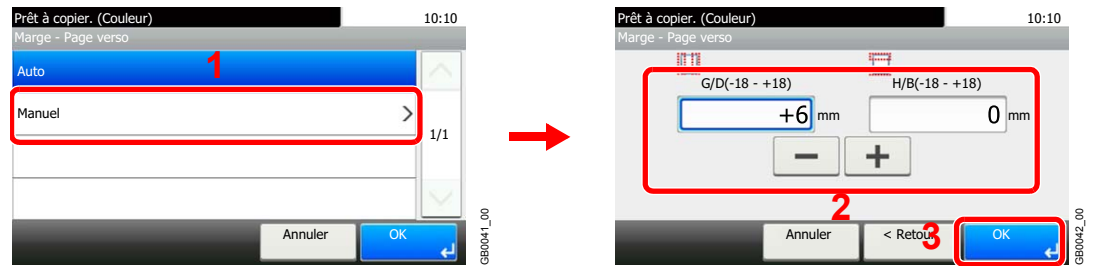 Prêt à copier. (Couleur)
10:10
Marge - Page verso
Auto
1
Manuel
1/1
Annuler
OK
GB0041_00
Prêt à copier. (Couleur)
10:10
Marge - Page verso
G/D(-18 - +18)
H/B(-18 - +18)
+6 mm
0 mm
2
Annuler
< Retour
3
OK
GB0042_00